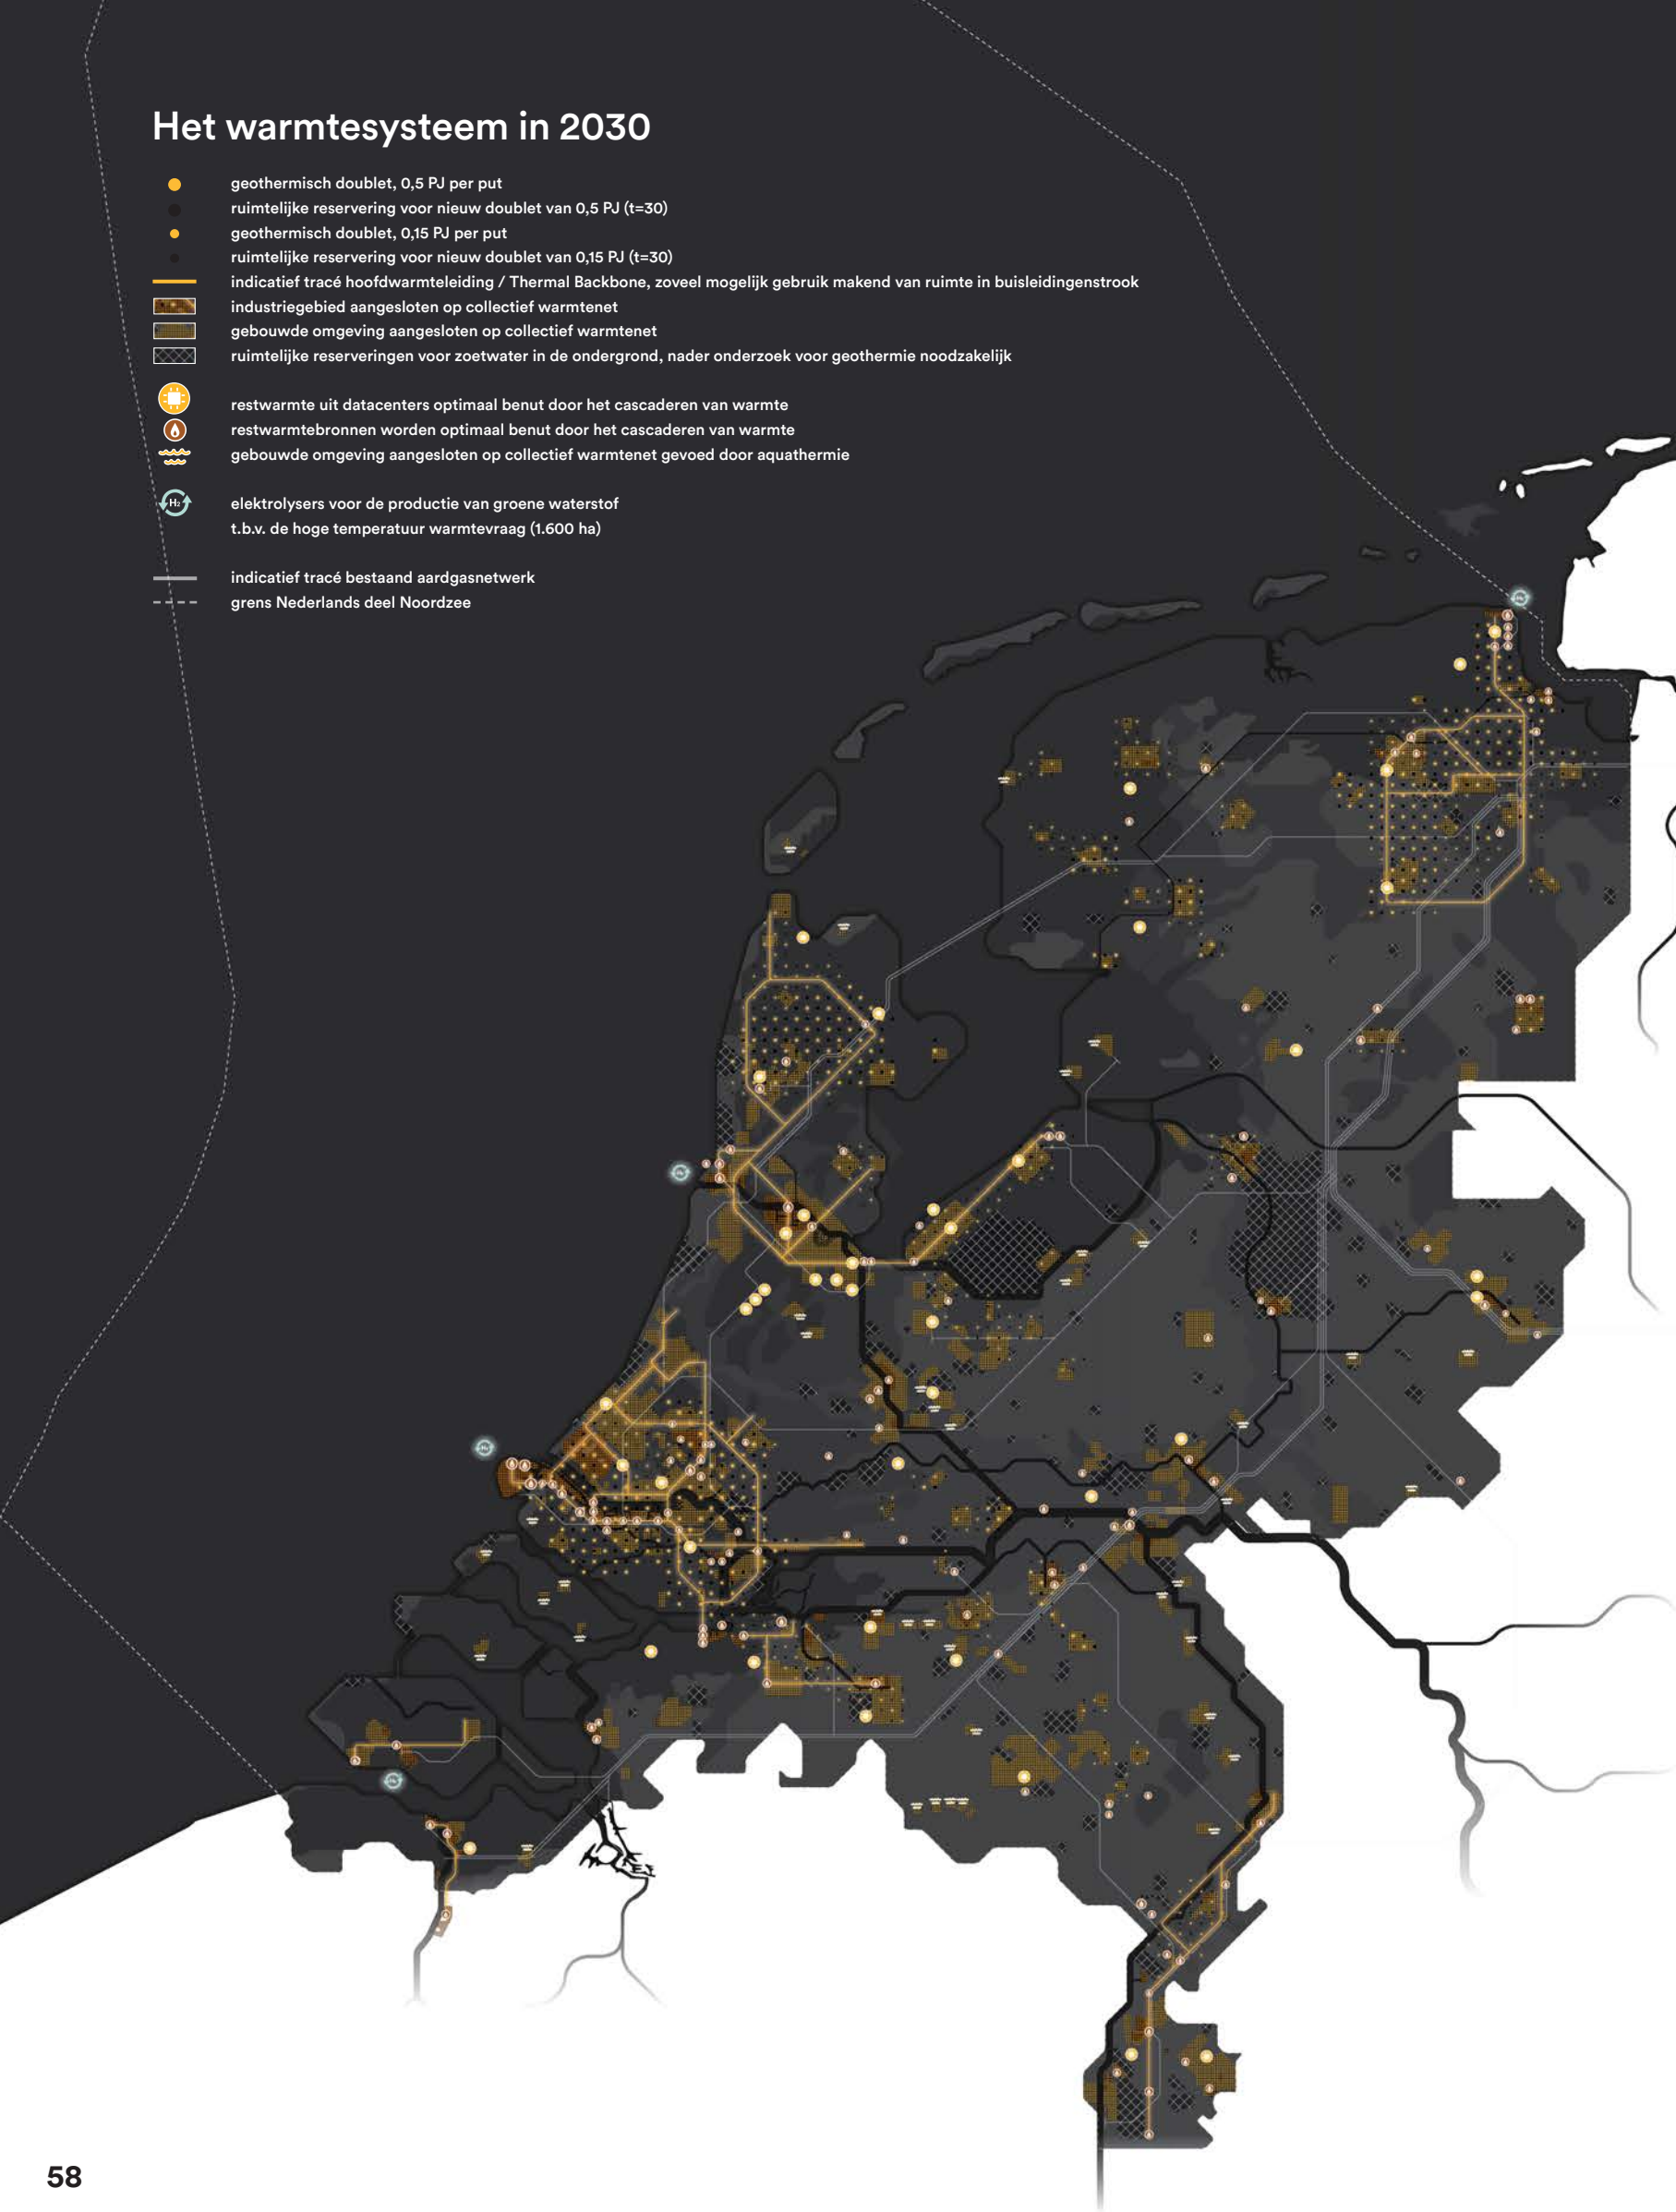 Het warmtesysteem in 2030
geothermisch doublet, 0,5 PJ per put
ruimtelijke reservering voor nieuw doublet van 0,5 PJ (t=30)
geothermisch doublet, 0,15 PJ per put
ruimtelijke reservering voor nieuw doublet van 0,15 PJ (t=30)
indicatief tracé hoofdwarmteleiding / Thermal Backbone, zoveel mogelijk gebruik makend van ruimte in buisleidingenstrook
industriegebied aangesloten op collectief warmtenet
gebouwde omgeving aangesloten op collectief warmtenet
ruimtelijke reserveringen voor zoetwater in de ondergrond, nader onderzoek voor geothermie noodzakelijk
restwarmte uit datacenters optimaal benut door het cascaderen van warmte
restwarmtebronnen worden optimaal benut door het cascaderen van warmte
gebouwde omgeving aangesloten op collectief warmtenet gevoed door aquathermie
H₂ elektrolysers voor de productie van groene waterstof
t.b.v. de hoge temperatuur warmtevraag (1.600 ha)
indicatief tracé bestaand aardgasnetwerk
grens Nederlands deel Noordzee
58